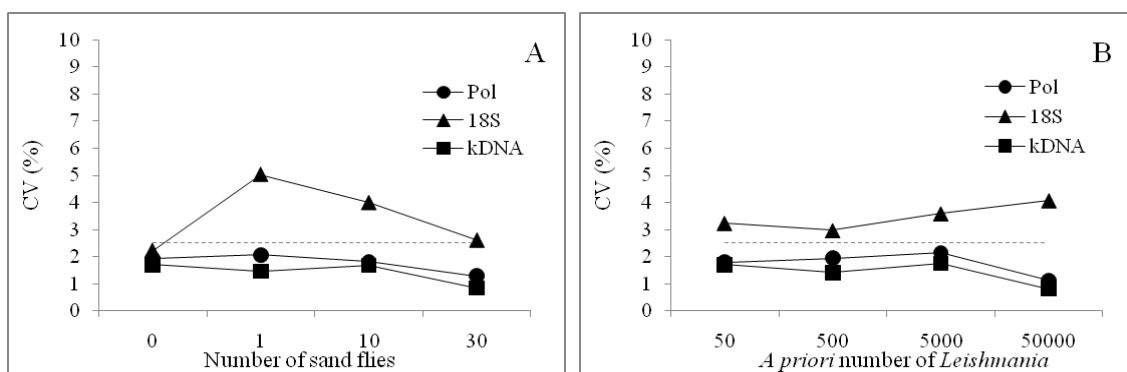 A
CV (%)
10
9
8
7
6
5
4
3
2
1
0
Pol
18S
kDNA
0 1 10 30
Number of sand flies
B
CV (%)
10
9
8
7
6
5
4
3
2
1
0
Pol
18S
kDNA
50 500 5000 50000
A priori number of Leishmania